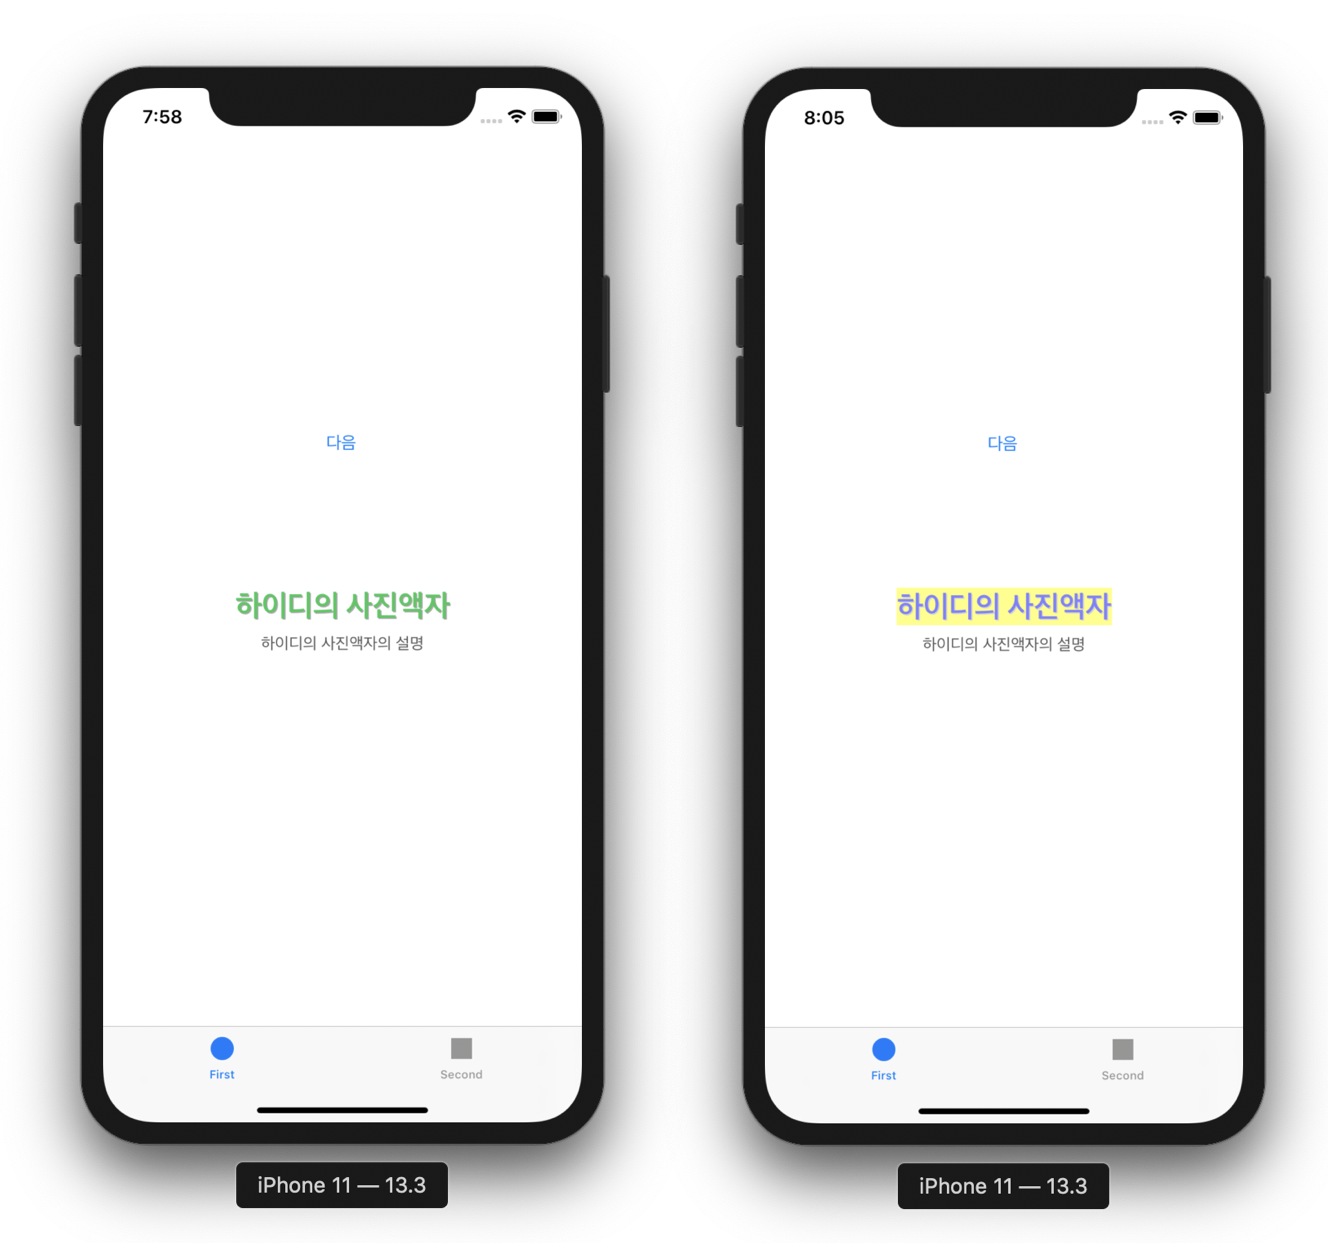 7:58
다음
하이디의 사진액자
하이디의 사진액자의 설명
First
Second
iPhone 11 — 13.3
8:05
다음
하이디의 사진액자
하이디의 사진액자의 설명
First
Second
iPhone 11 — 13.3